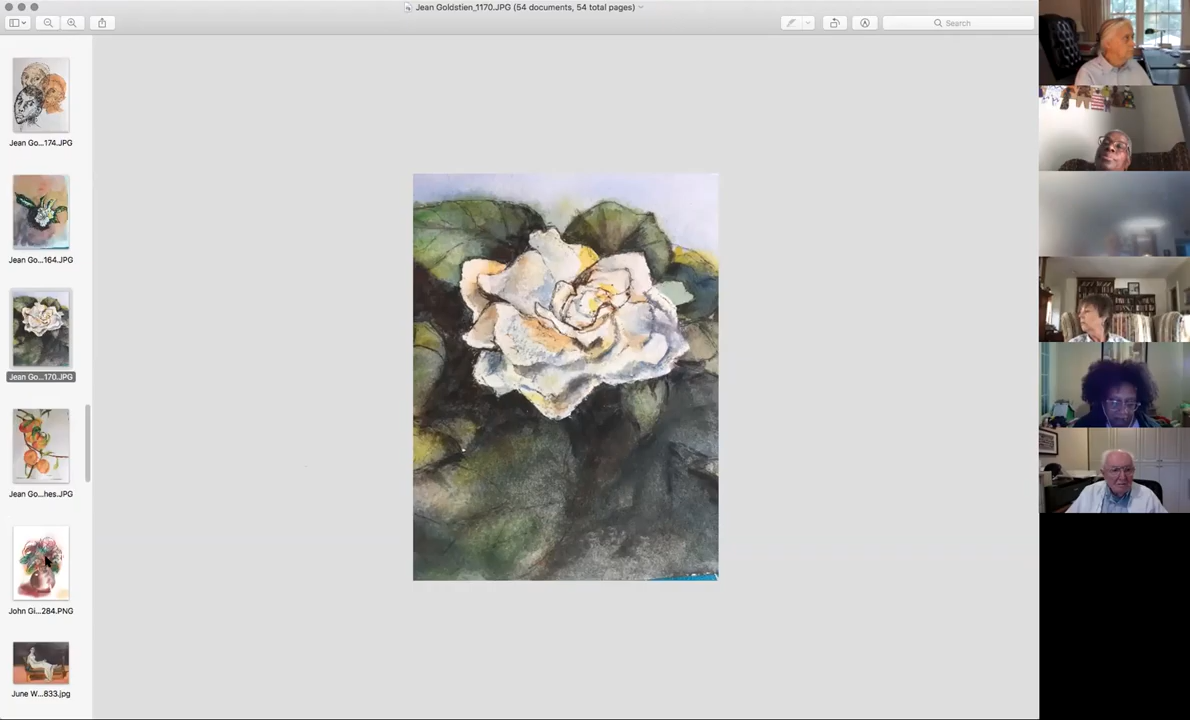 Jean Goldstien_1170.JPG (54 documents, 54 total pages)
Search
Jean Go...174.JPG
Jean Go...164.JPG
Jean Go...170.JPG
Jean Go...hes.JPG
John Gi...284.PNG
June W...833.jpg